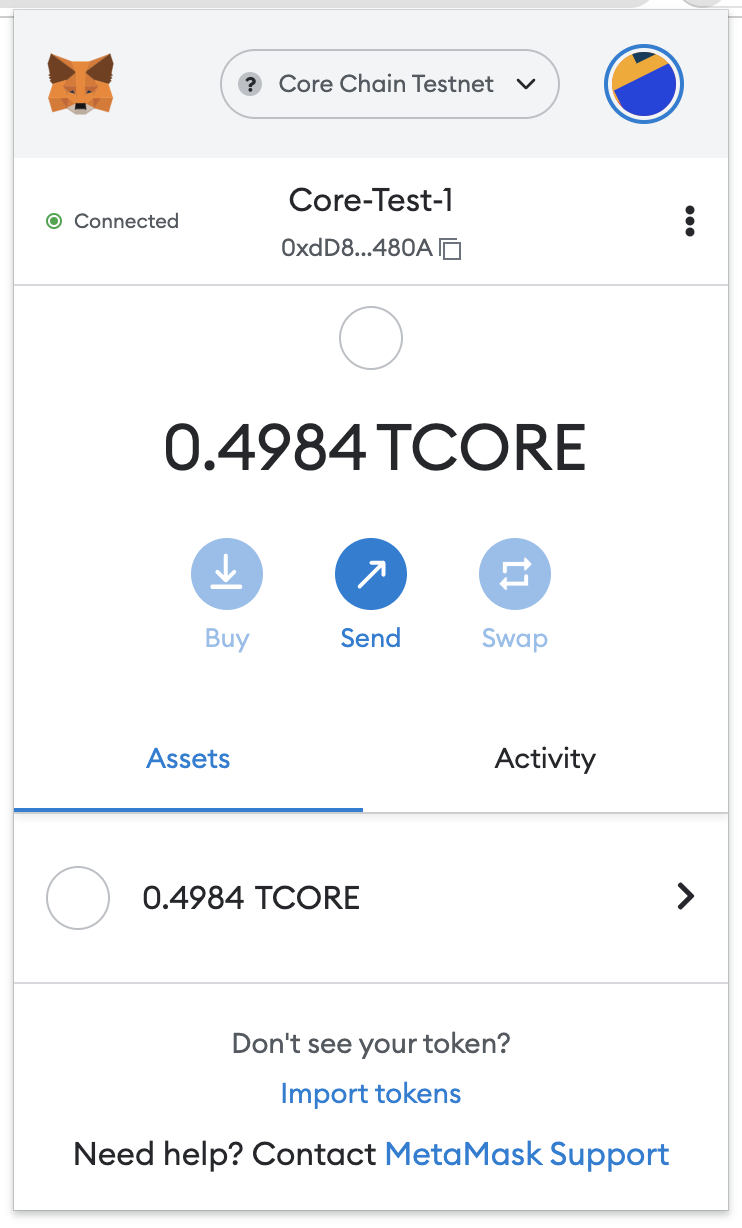 ? Core Chain Testnet
Connected
Core-Test-1
0xdD8...480A
0.4984 TCORE
Buy
Send
Swap
Assets
Activity
0.4984 TCORE
Don't see your token?
Import tokens
Need help? Contact MetaMask Support